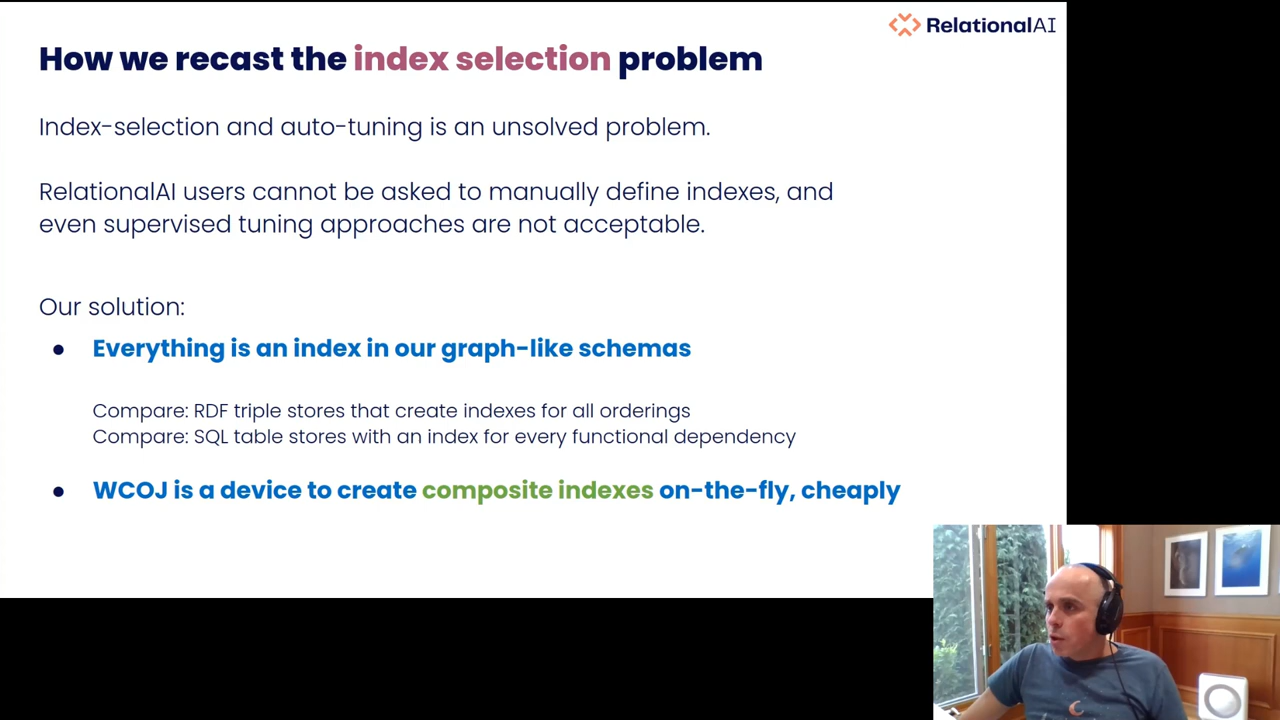 RelationalAI
How we recast the index selection problem
Index-selection and auto-tuning is an unsolved problem.
RelationalAI users cannot be asked to manually define indexes, and
even supervised tuning approaches are not acceptable.
Our solution:
● Everything is an index in our graph-like schemas
Compare: RDF triple stores that create indexes for all orderings
Compare: SQL table stores with an index for every functional dependency
● WCOJ is a device to create composite indexes on-the-fly, cheaply